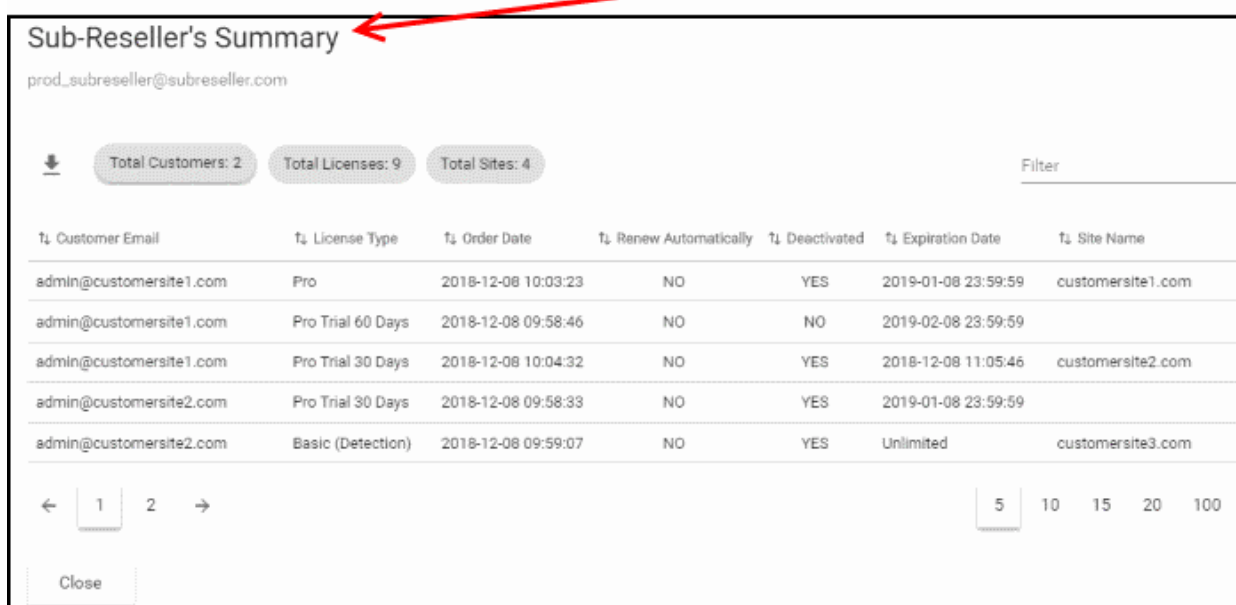 Sub-Reseller's Summary
prod_subreseller@subreseller.com
Total Customers: 2 Total Licenses: 9 Total Sites: 4 Filter
Customer Email License Type Order Date Renew Automatically Deactivated Expiration Date Site Name
admin@customersite1.com Pro 2018-12-08 10:03:23 NO YES 2019-01-08 23:59:59 customersite1.com
admin@customersite1.com Pro Trial 60 Days 2018-12-08 09:58:46 NO NO 2019-02-08 23:59:59
admin@customersite1.com Pro Trial 30 Days 2018-12-08 10:04:32 NO YES 2018-12-08 11:05:46 customersite2.com
admin@customersite2.com Pro Trial 30 Days 2018-12-08 09:58:33 NO YES 2019-01-08 23:59:59
admin@customersite2.com Basic (Detection) 2018-12-08 09:59:07 NO YES Unlimited customersite3.com
1 2 5 10 15 20 100
Close